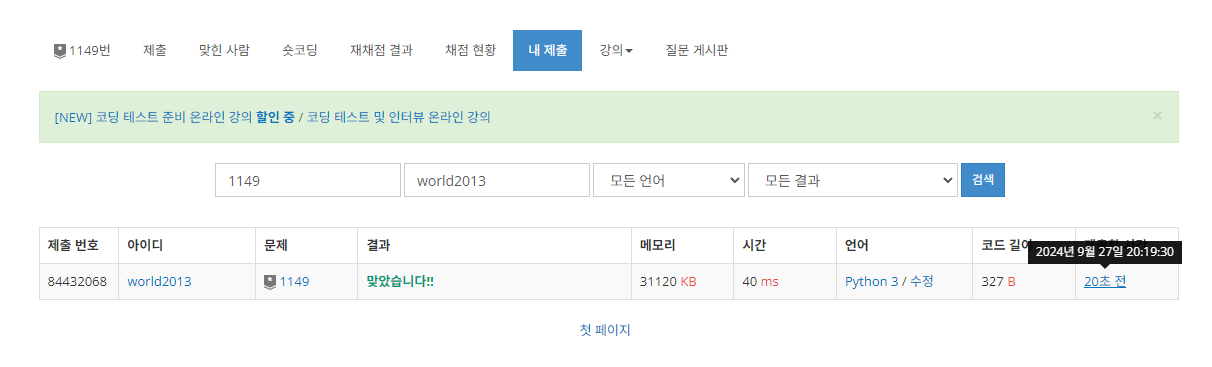 1149번 제출 맞힌 사람 숏코딩 재채점 결과 채점 현황 내 제출 강의 질문 게시판
[NEW] 코딩 테스트 준비 온라인 강의 할인 중 / 코딩 테스트 및 인터뷰 온라인 강의 ×
1149 world2013 모든 언어 모든 결과 검색
제출 번호 아이디 문제 결과 메모리 시간 언어 코드 길이
2024년 9월 27일 20:19:30
84432068 world2013 1149 맞았습니다!! 31120 KB 40 ms Python 3 / 수정 327 B 20초 전
첫 페이지